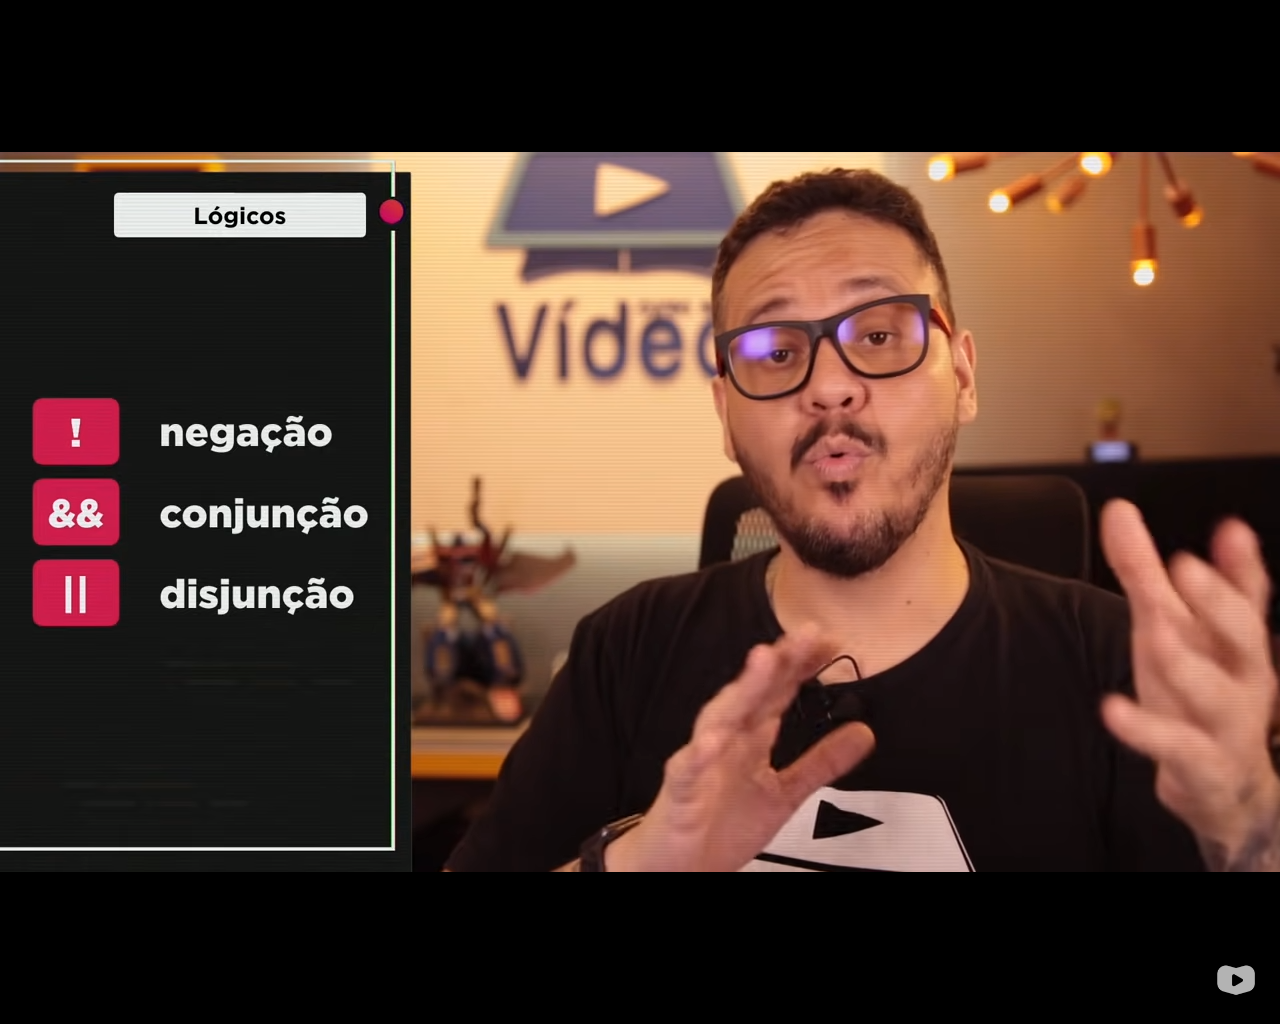 Lógicos
! negação
&& conjunção
|| disjunção
Víde